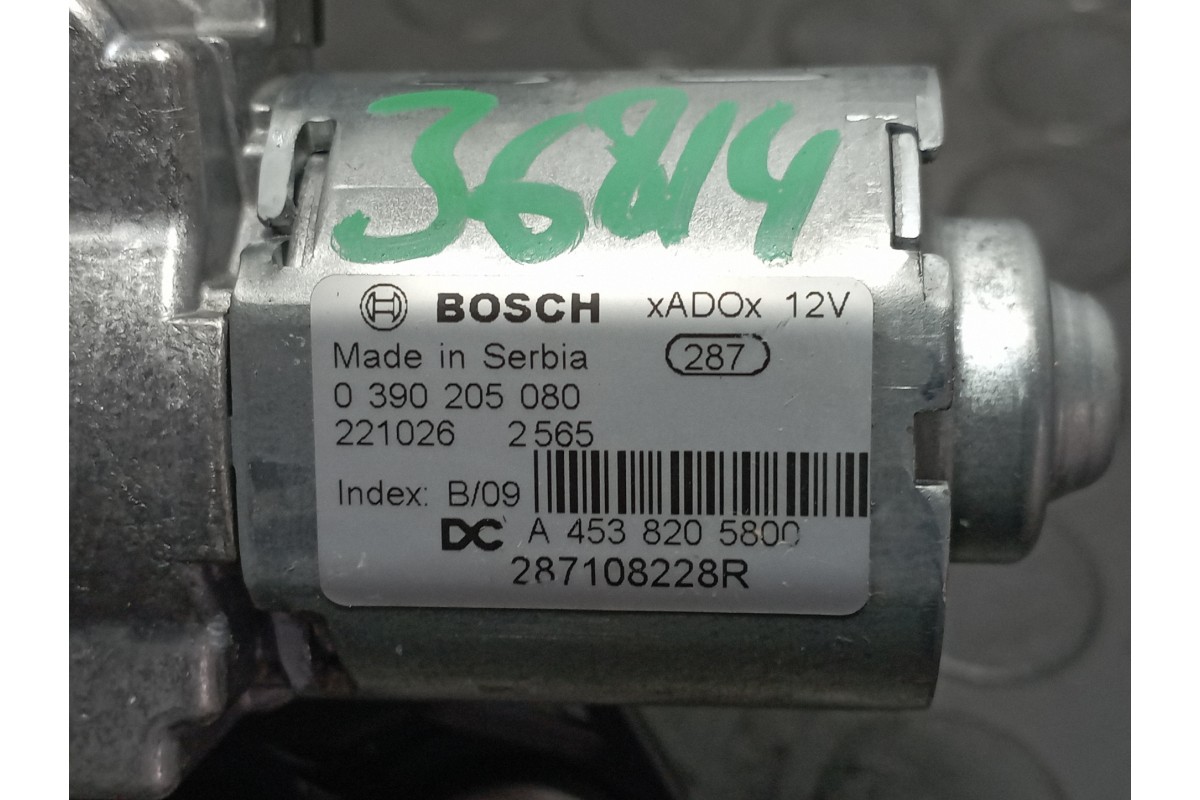 36814
BOSCH xADOx 12V
Made in Serbia 287
0 390 205 080
221026 2565
Index: B/09
DC A 453 820 5800
287108228R